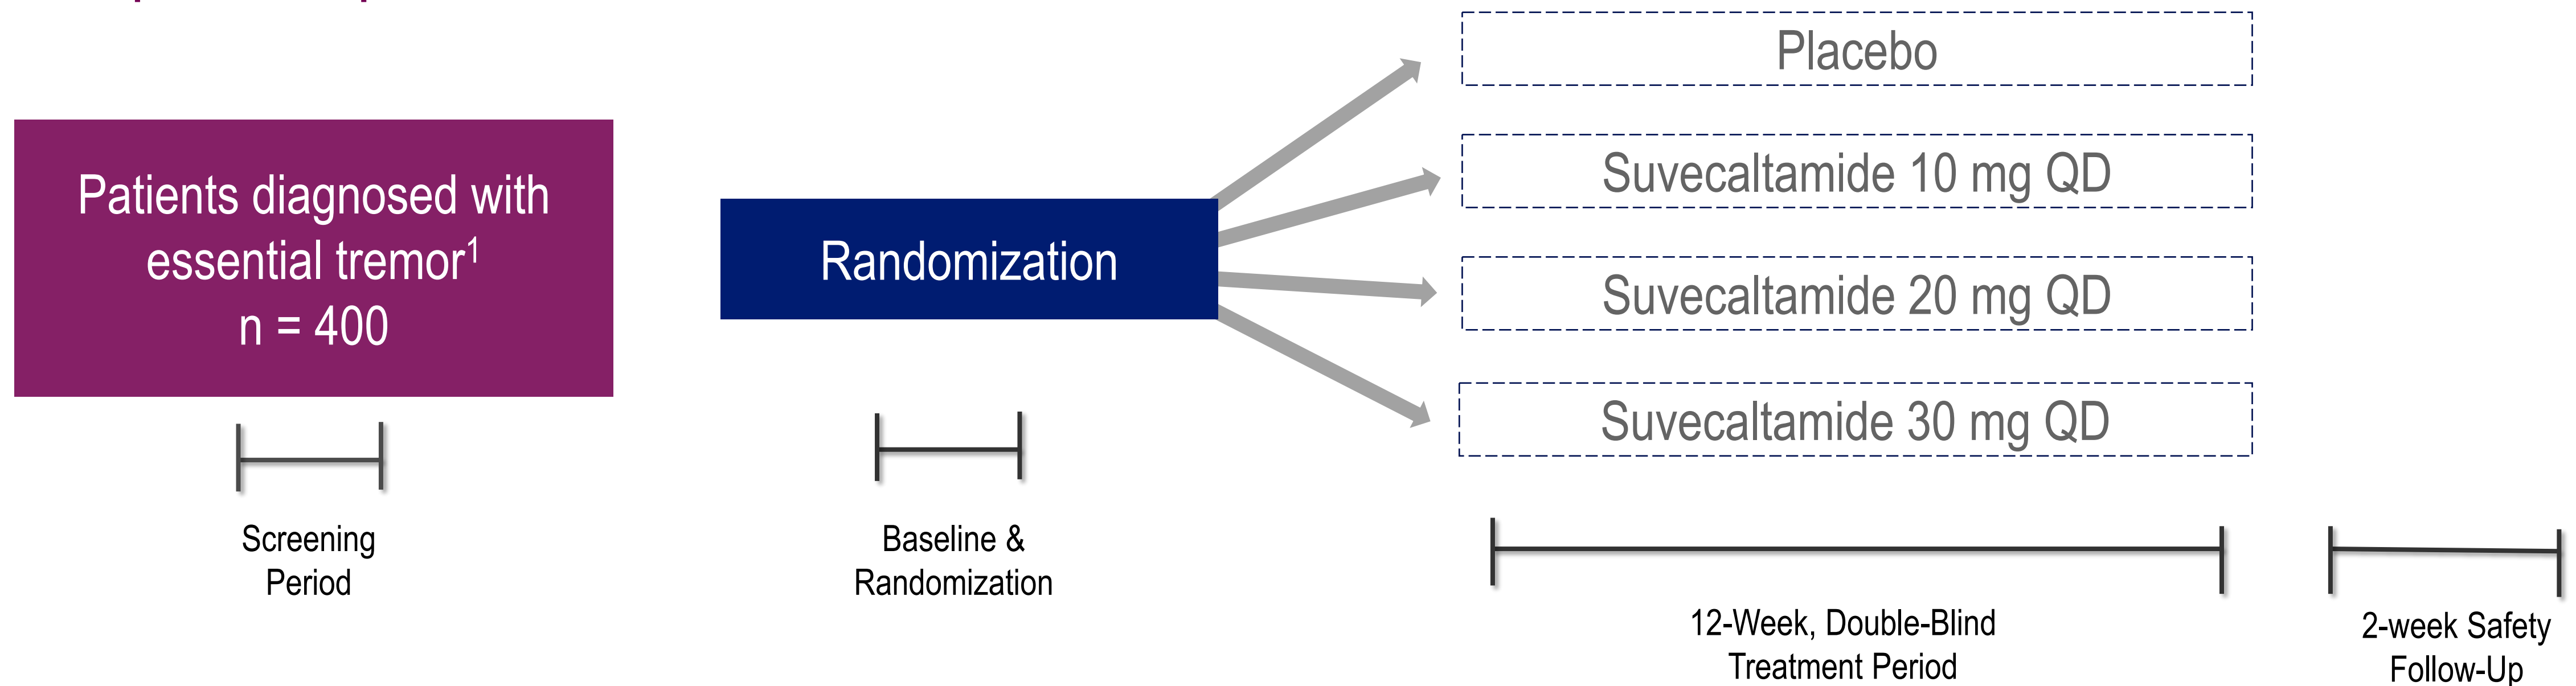 Patients diagnosed with
essential tremor1
n = 400
Screening
Period
Randomization
Baseline &
Randomization
Placebo
Suvecaltamide 10 mg QD
Suvecaltamide 20 mg QD
Suvecaltamide 30 mg QD
12-Week, Double-Blind
Treatment Period
2-week Safety
Follow-Up